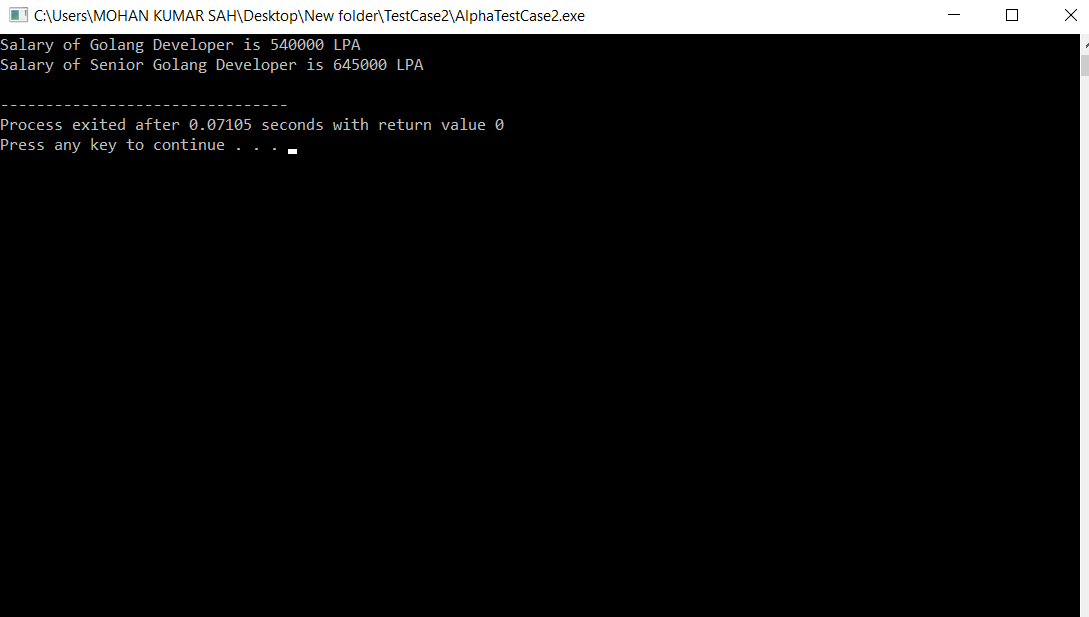 C:\Users\MOHAN KUMAR SAH\Desktop\New folder\TestCase2\AlphaTestCase2.exe
Salary of Golang Developer is 540000 LPA
Salary of Senior Golang Developer is 645000 LPA
--------------------------------
Process exited after 0.07105 seconds with return value 0
Press any key to continue . . .